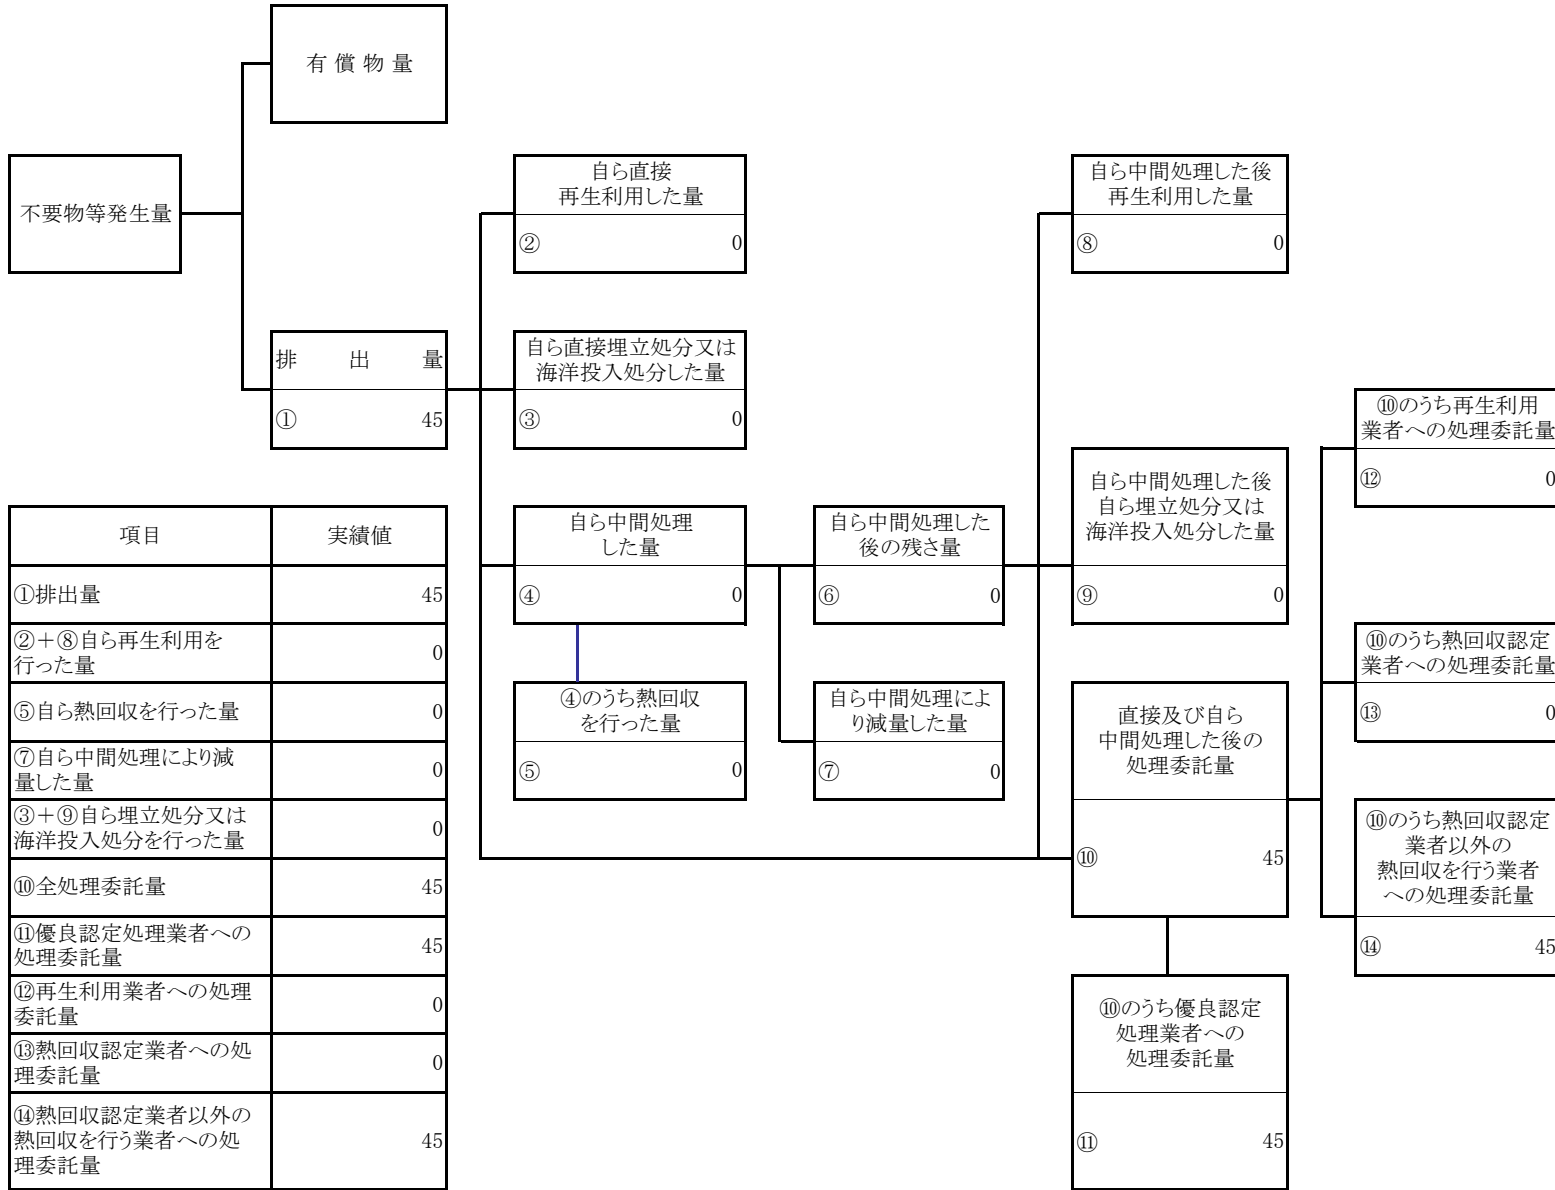 有償物量
不要物等発生量
排出量
① 45
自ら直接
再生利用した量
② 0
自ら直接埋立処分又は
海洋投入処分した量
③ 0
自ら中間処理
した量
④ 0
④のうち熱回収
を行った量
⑤ 0
自ら中間処理した
後の残さ量
⑥ 0
自ら中間処理によ
り減量した量
⑦ 0
自ら中間処理した後
再生利用した量
⑧ 0
自ら中間処理した後
自ら埋立処分又は
海洋投入処分した量
⑨ 0
直接及び自ら
中間処理した後の
処理委託量
⑩ 45
⑩のうち優良認定
処理業者への
処理委託量
⑪ 45
⑩のうち再生利用
業者への処理委託量
⑫ 0
⑩のうち熱回収認定
業者への処理委託量
⑬ 0
⑩のうち熱回収認定
業者以外の
熱回収を行う業者
への処理委託量
⑭ 45
項目 実績値
①排出量 45
②＋⑧自ら再生利用を
行った量 0
⑤自ら熱回収を行った量 0
⑦自ら中間処理により減
量した量 0
③＋⑨自ら埋立処分又は
海洋投入処分を行った量 0
⑩全処理委託量 45
⑪優良認定処理業者への
処理委託量 45
⑫再生利用業者への処理
委託量 0
⑬熱回収認定業者への処
理委託量 0
⑭熱回収認定業者以外の
熱回収を行う業者への処
理委託量 45